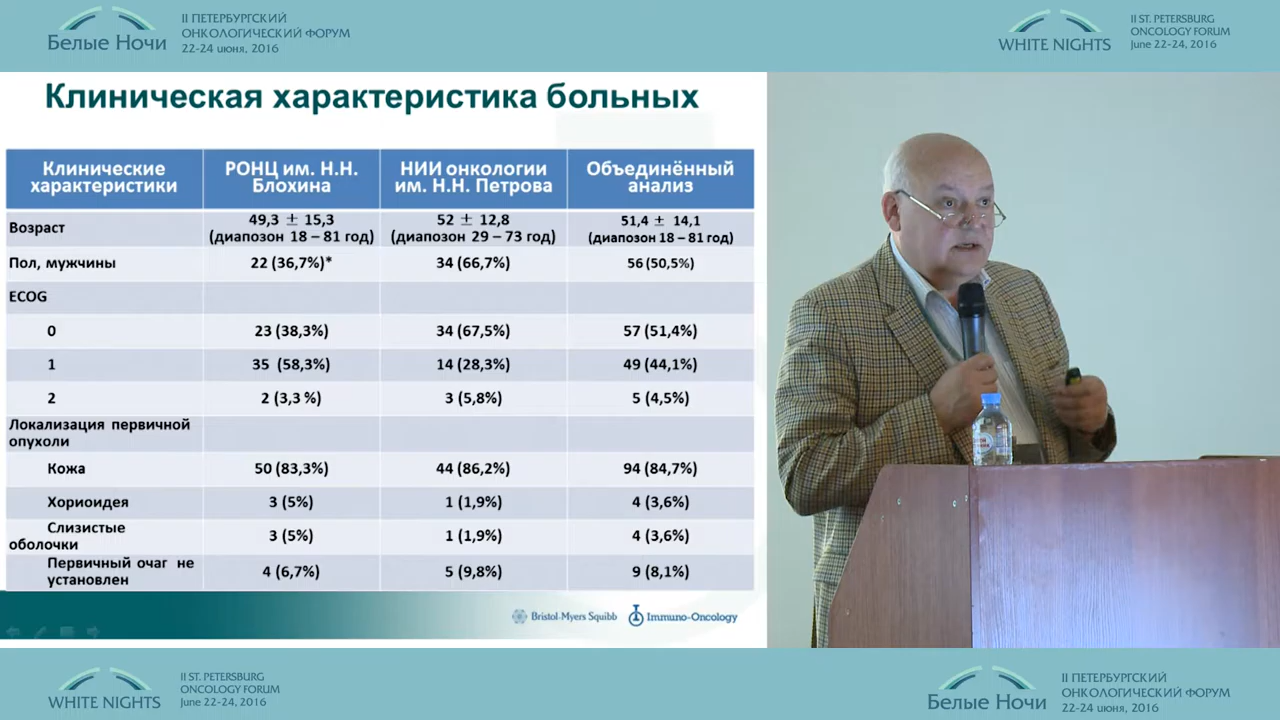 Белые Ночи
II ПЕТЕРБУРГСКИЙ
ОНКОЛОГИЧЕСКИЙ ФОРУМ
22-24 июня, 2016
WHITE NIGHTS
II ST. PETERSBURG
ONCOLOGY FORUM
June 22-24, 2016
Клиническая характеристика больных
Клинические
характеристики
РОНЦ им. Н.Н.
Блохина
НИИ онкологии
им. Н.Н. Петрова
Объединённый
анализ
Возраст
49,3 ± 15,3
(диапозон 18 – 81 год)
52 ± 12,8
(диапозон 29 – 73 год)
51,4 ± 14,1
(диапозон 18 – 81 год)
Пол, мужчины
22 (36,7%)*
34 (66,7%)
56 (50,5%)
ECOG
0
23 (38,3%)
34 (67,5%)
57 (51,4%)
1
35 (58,3%)
14 (28,3%)
49 (44,1%)
2
2 (3,3 %)
3 (5,8%)
5 (4,5%)
Локализация первичной
опухоли
Кожа
50 (83,3%)
44 (86,2%)
94 (84,7%)
Хориоидея
3 (5%)
1 (1,9%)
4 (3,6%)
Слизистые
оболочки
3 (5%)
1 (1,9%)
4 (3,6%)
Первичный очаг не
установлен
4 (6,7%)
5 (9,8%)
9 (8,1%)
Bristol-Myers Squibb
Immuno-Oncology
WHITE NIGHTS
II ST. PETERSBURG
ONCOLOGY FORUM
June 22-24, 2016
Белые Ночи
II ПЕТЕРБУРГСКИЙ
ОНКОЛОГИЧЕСКИЙ ФОРУМ
22-24 июня, 2016